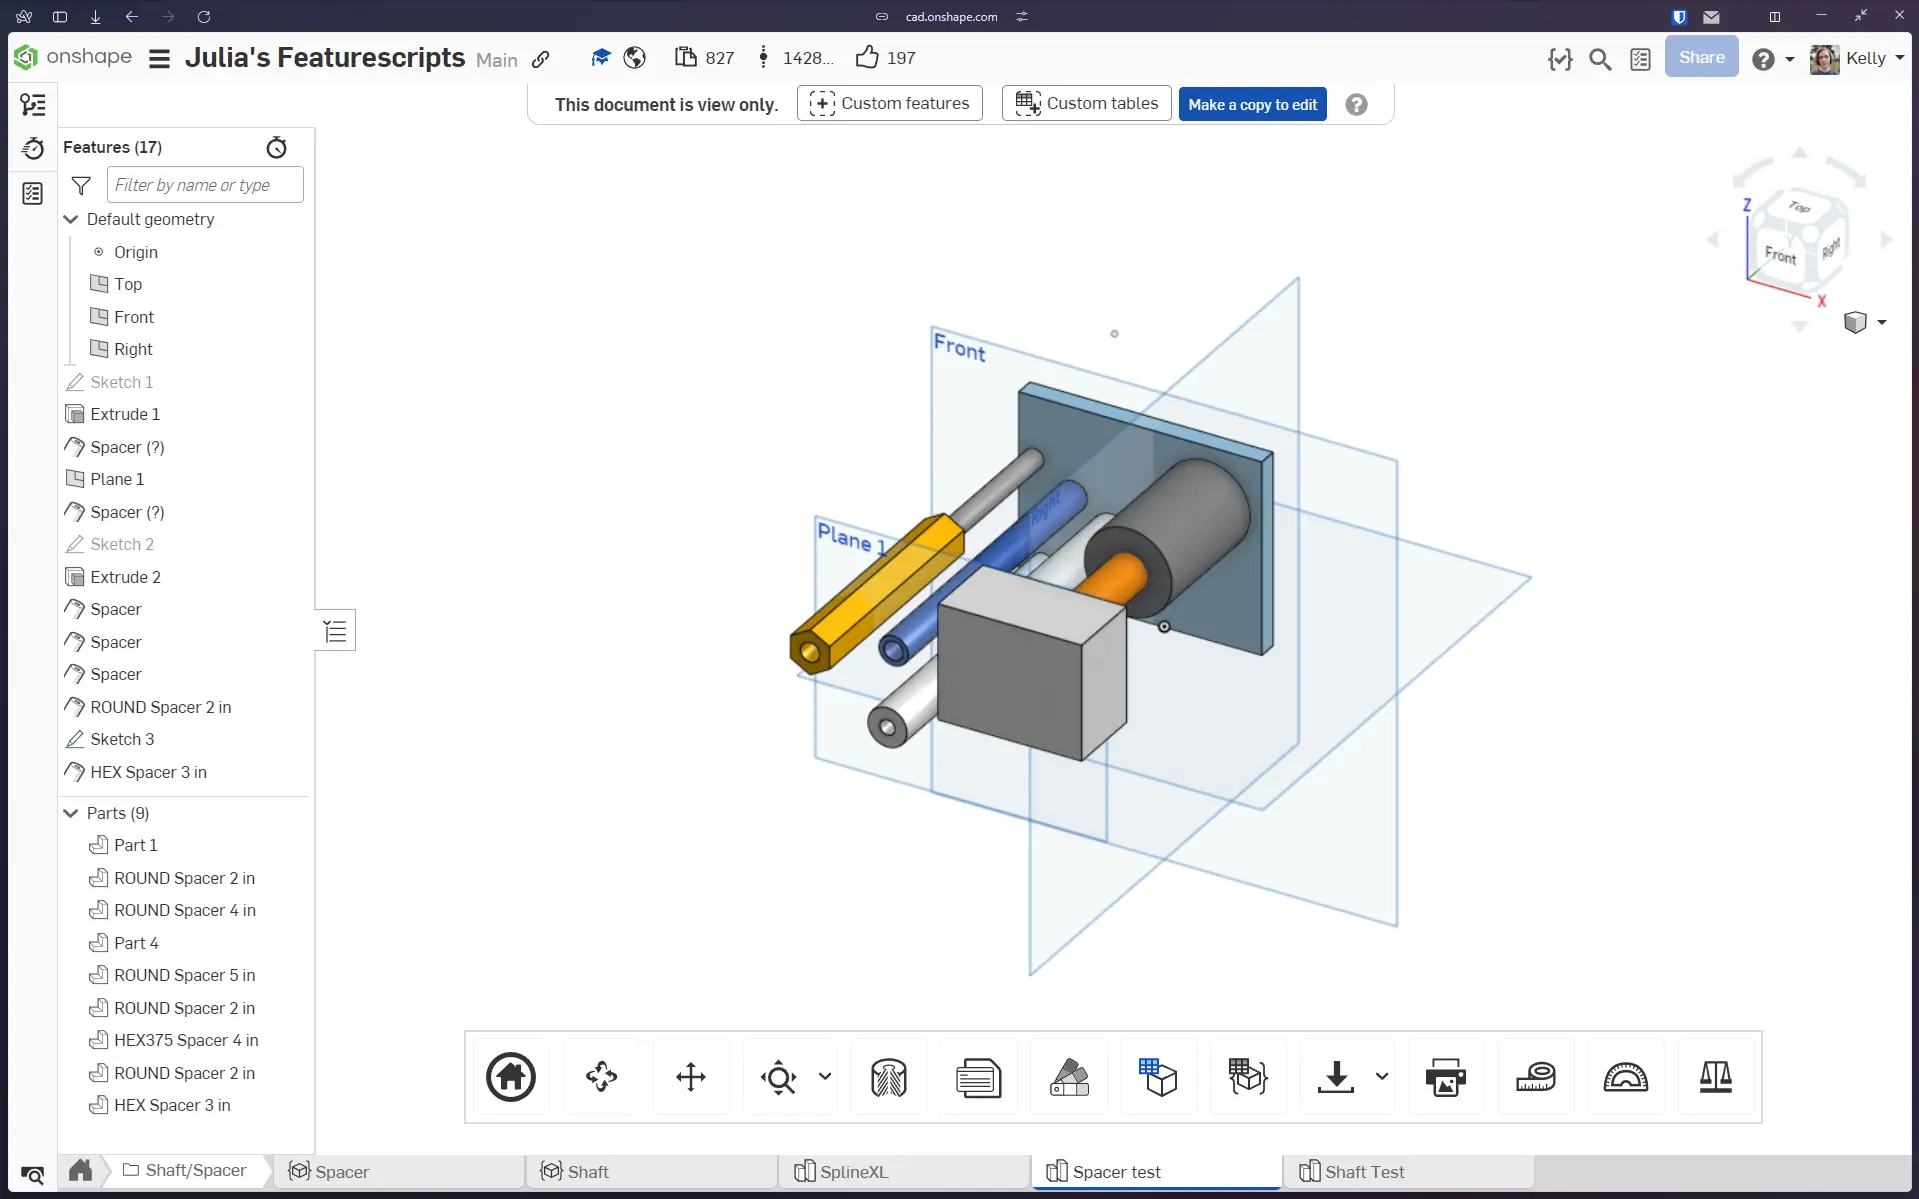 cad.onshape.com
onshape
Julia's Featurescripts Main
827
1428...
197
Share
Kelly
This document is view only.
Custom features
Custom tables
Make a copy to edit
Features (17)
Filter by name or type
Default geometry
Origin
Top
Front
Right
Sketch 1
Extrude 1
Spacer (?)
Plane 1
Spacer (?)
Sketch 2
Extrude 2
Spacer
Spacer
Spacer
ROUND Spacer 2 in
Sketch 3
HEX Spacer 3 in
Parts (9)
Part 1
ROUND Spacer 2 in
ROUND Spacer 4 in
Part 4
ROUND Spacer 5 in
ROUND Spacer 2 in
HEX375 Spacer 4 in
ROUND Spacer 2 in
HEX Spacer 3 in
Front
Right
Plane 1
Z
Top
Y
Front
Right
X
Shaft/Spacer
Spacer
Shaft
SplineXL
Spacer test
Shaft Test